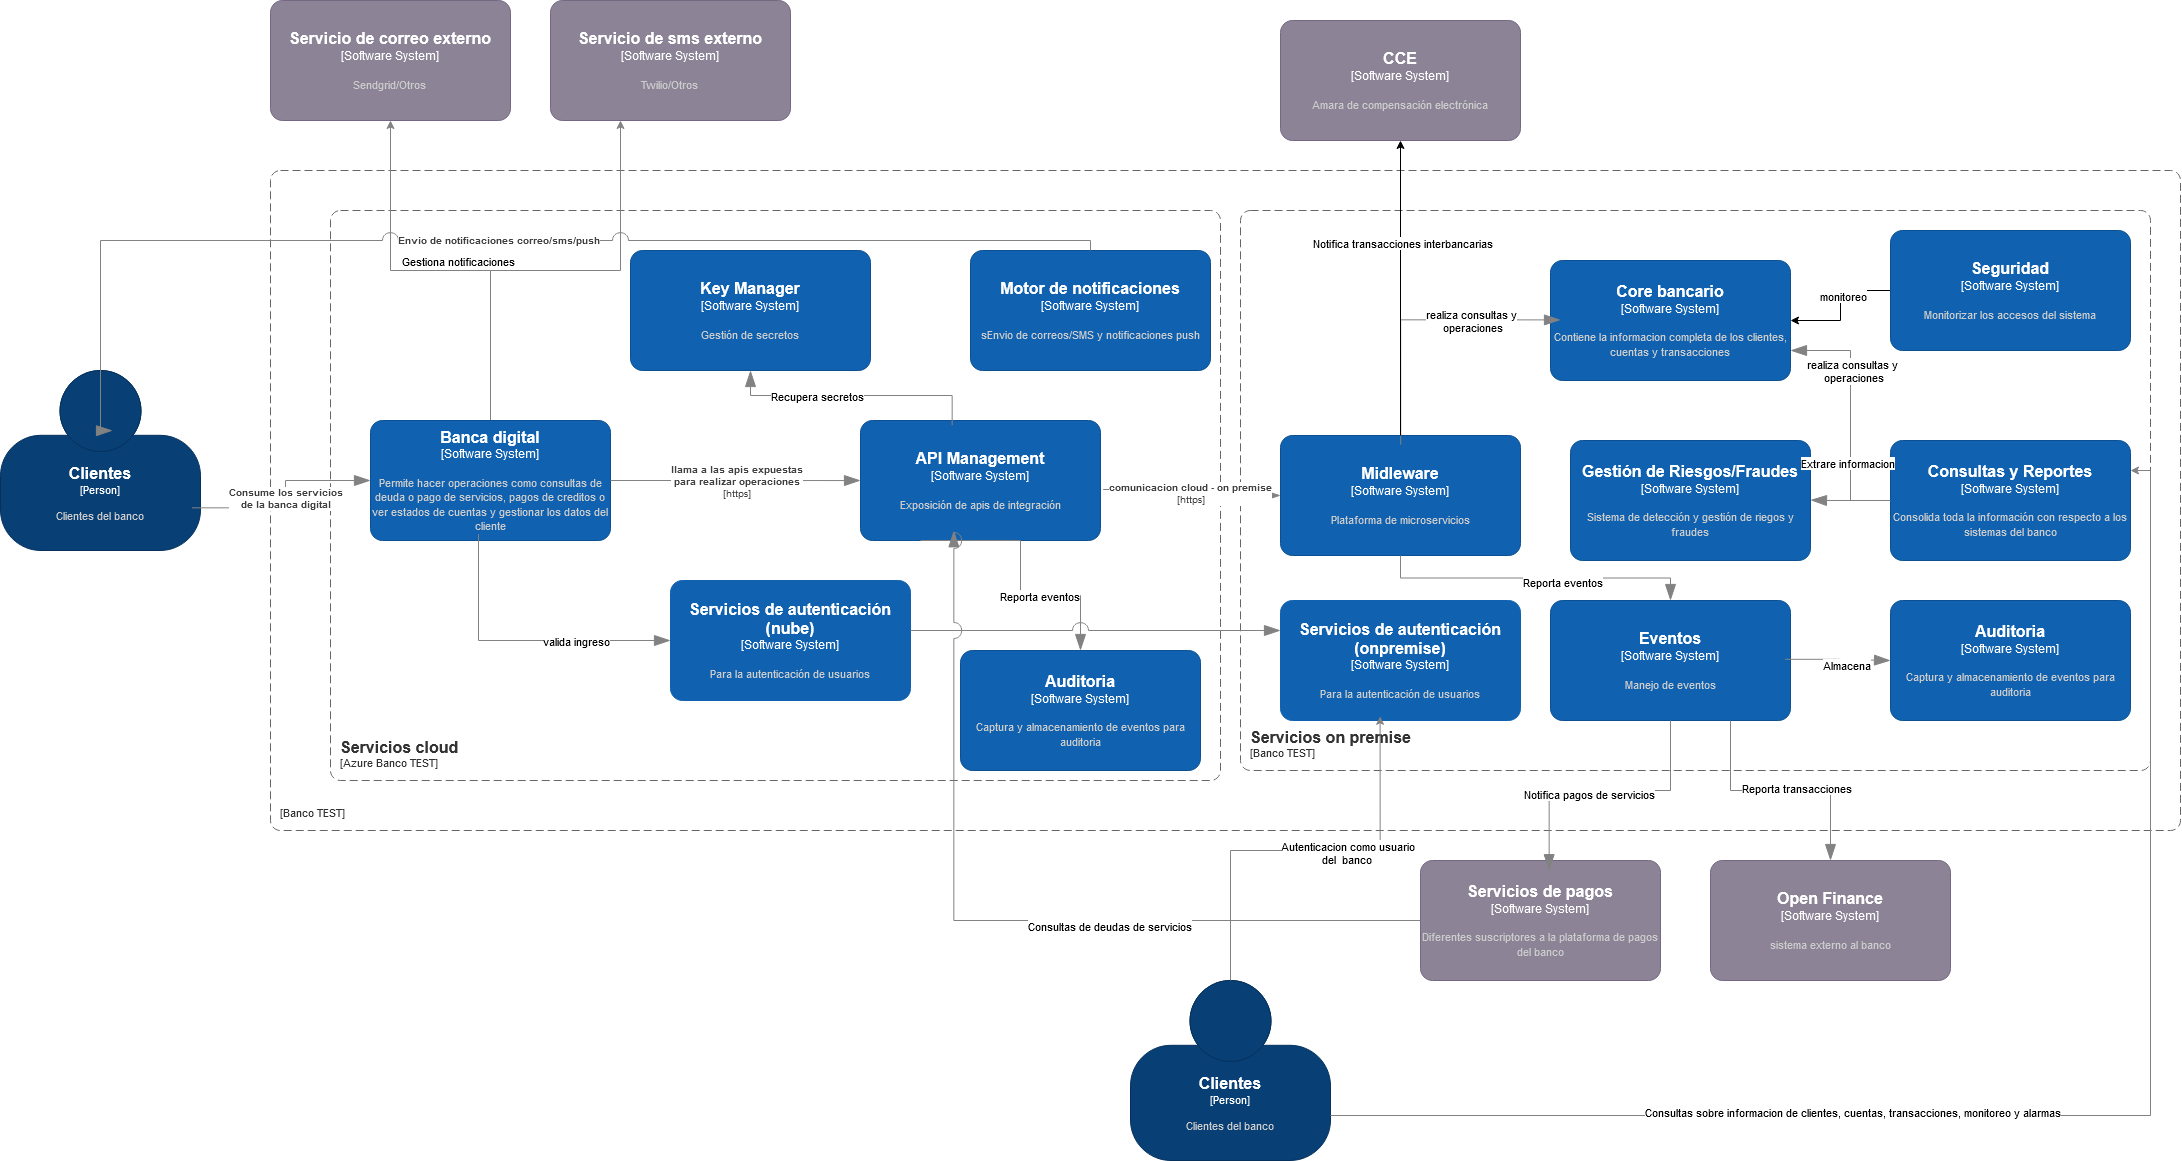 Servicio de correo externo
[Software System]
Sendgrid/Otros
Servicio de sms externo
[Software System]
Twilio/Otros
CCE
[Software System]
Amara de compensación electrónica
Envio de notificaciones correo/sms/push
Gestiona notificaciones
Notifica transacciones interbancarias
Key Manager
[Software System]
Gestión de secretos
Motor de notificaciones
[Software System]
sEnvio de correos/SMS y notificaciones push
realiza consultas y
operaciones
Core bancario
[Software System]
Contiene la informacion completa de los clientes,
cuentas y transacciones
monitoreo
Seguridad
[Software System]
Monitorizar los accesos del sistema
realiza consultas y
operaciones
Recupera secretos
Clientes
[Person]
Clientes del banco
Consume los servicios
de la banca digital
Banca digital
[Software System]
Permite hacer operaciones como consultas de
deuda o pago de servicios, pagos de creditos o
ver estados de cuentas y gestionar los datos del
cliente
llama a las apis expuestas
para realizar operaciones
[https]
API Management
[Software System]
Exposición de apis de integración
comunicacion cloud - on premise
[https]
Midleware
[Software System]
Plataforma de microservicios
Gestión de Riesgos/Fraudes
[Software System]
Sistema de detección y gestión de riegos y
fraudes
Extrare informacion
Consultas y Reportes
[Software System]
Consolida toda la información con respecto a los
sistemas del banco
Reporta eventos
Reporta eventos
valida ingreso
Servicios de autenticación
(nube)
[Software System]
Para la autenticación de usuarios
Auditoria
[Software System]
Captura y almacenamiento de eventos para
auditoria
Servicios de autenticación
(onpremise)
[Software System]
Para la autenticación de usuarios
Eventos
[Software System]
Manejo de eventos
Almacena
Auditoria
[Software System]
Captura y almacenamiento de eventos para
auditoria
Servicios cloud
[Azure Banco TEST]
Servicios on premise
[Banco TEST]
[Banco TEST]
Notifica pagos de servicios
Reporta transacciones
Autenticacion como usuario
del banco
Servicios de pagos
[Software System]
Diferentes suscriptores a la plataforma de pagos
del banco
Open Finance
[Software System]
sistema externo al banco
Consultas de deudas de servicios
Clientes
[Person]
Clientes del banco
Consultas sobre informacion de clientes, cuentas, transacciones, monitoreo y alarmas